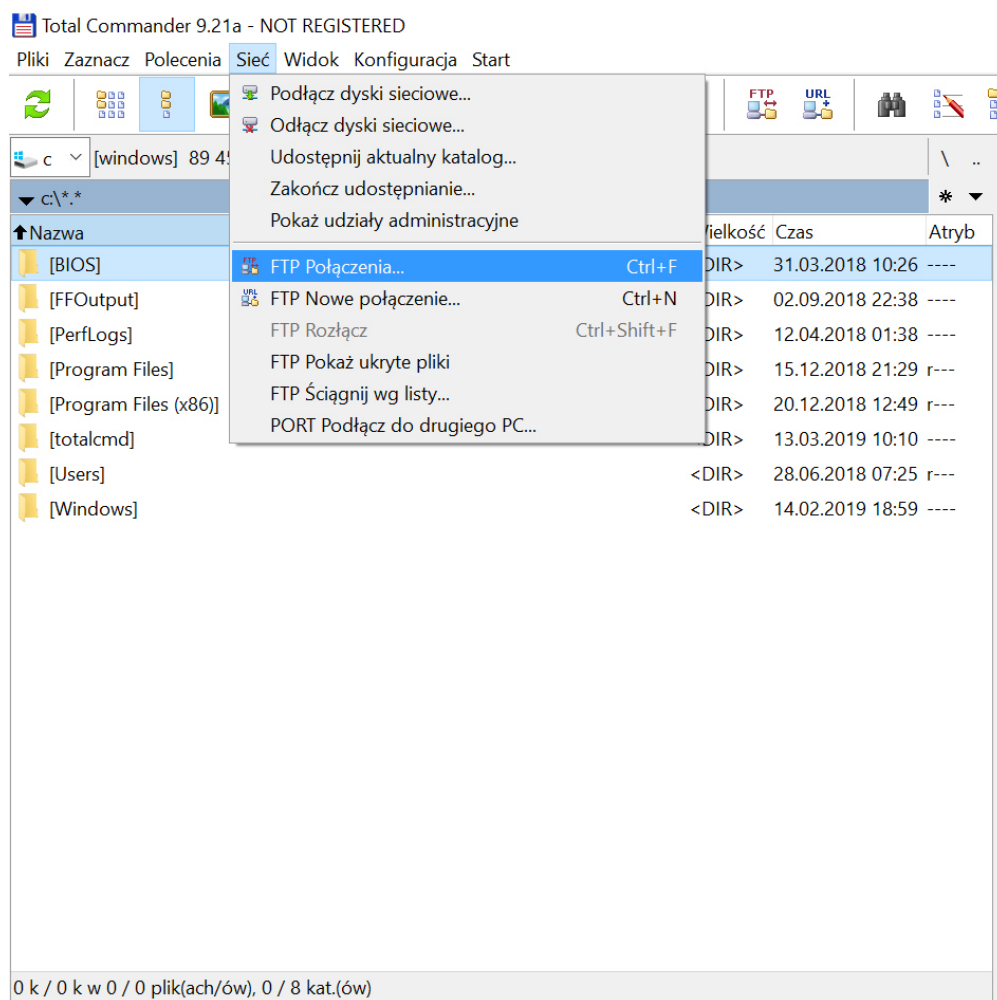 Total Commander 9.21a - NOT REGISTERED
Pliki Zaznacz Polecenia Sieć Widok Konfiguracja Start
FTP URL
c [windows] 89 \ ..
c:\*.* *
Nazwa Czas Atryb
Podłącz dyski sieciowe...
Odłącz dyski sieciowe...
Udostępnij aktualny katalog...
Zakończ udostępnianie...
Pokaż udziały administracyjne
FTP Połączenia... Ctrl+F
URL FTP Nowe połączenie... Ctrl+N
FTP Rozłącz Ctrl+Shift+F
FTP Pokaż ukryte pliki
FTP Ściągnij wg listy...
PORT Podłącz do drugiego PC...
[BIOS] DIR> 31.03.2018 10:26 ----
[FFOutput] DIR> 02.09.2018 22:38 ----
[PerfLogs] DIR> 12.04.2018 01:38 ----
[Program Files] DIR> 15.12.2018 21:29 r---
[Program Files (x86)] DIR> 20.12.2018 12:49 r---
[totalcmd] DIR> 13.03.2019 10:10 ----
[Users] <DIR> 28.06.2018 07:25 r---
[Windows] <DIR> 14.02.2019 18:59 ----
0 k / 0 k w 0 / 0 plik(ach/ów), 0 / 8 kat.(ów)